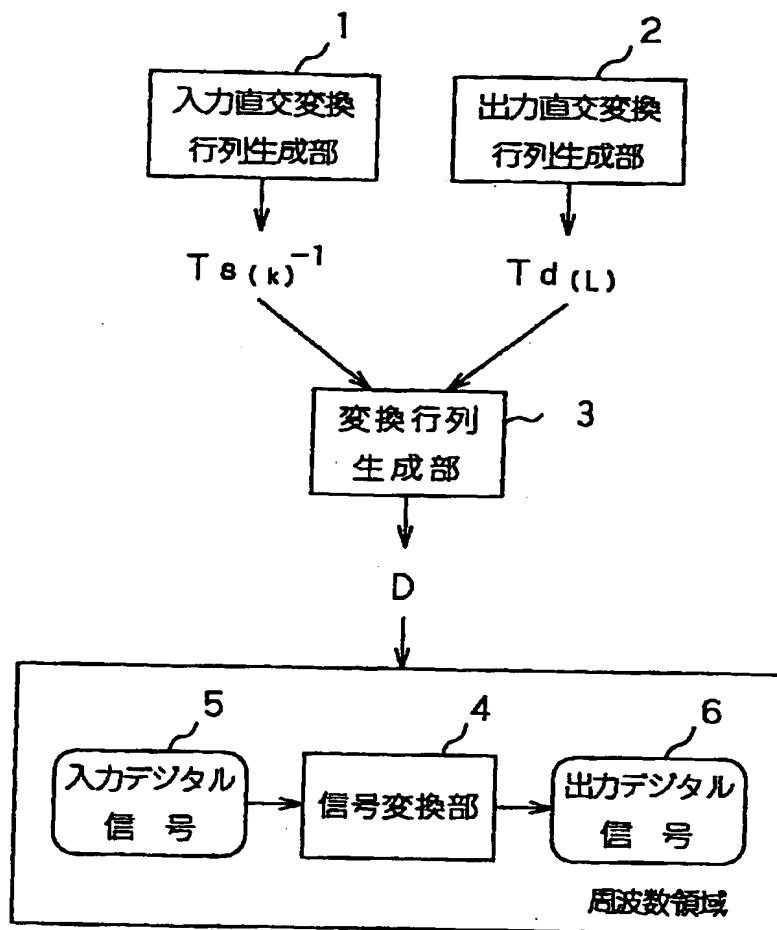 1
2
入力直交変換
行列生成部
出力直交変換
行列生成部
Ts(k)⁻¹
Td(L)
変換行列
生成部
3
D
5
4
6
入力デジタル
信号
信号変換部
出力デジタル
信号
周波数領域